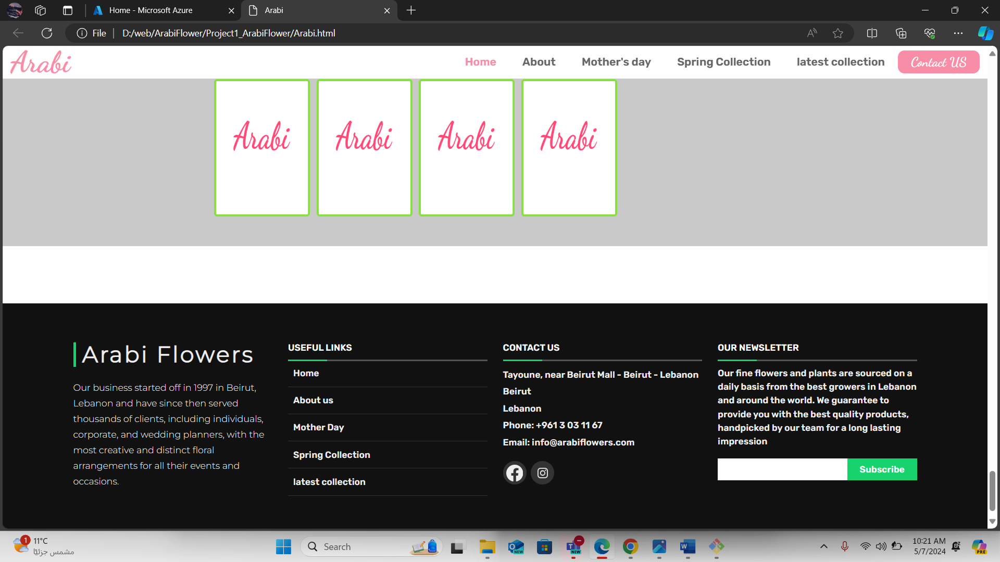 Home - Microsoft Azure
Arabi
File
D:/web/ArabiFlower/Project1_ArabiFlower/Arabi.html
Arabi
Home
About
Mother's day
Spring Collection
latest collection
Contact US
Arabi
Arabi
Arabi
Arabi
Arabi Flowers
Our business started off in 1997 in Beirut,
Lebanon and have since then served
thousands of clients, including individuals,
corporate, and wedding planners, with the
most creative and distinct floral
arrangements for all their events and
occasions.
USEFUL LINKS
Home
About us
Mother Day
Spring Collection
latest collection
CONTACT US
Tayoune, near Beirut Mall - Beirut - Lebanon
Beirut
Lebanon
Phone: +961 3 03 11 67
Email: info@arabiflowers.com
OUR NEWSLETTER
Our fine flowers and plants are sourced on a
daily basis from the best growers in Lebanon
and around the world. We guarantee to
provide you with the best quality products,
handpicked by our team for a long lasting
impression
Subscribe
1
11°C
مشمس جزئيًا
Search
NEW
NEW
10:21 AM
5/7/2024
PRE